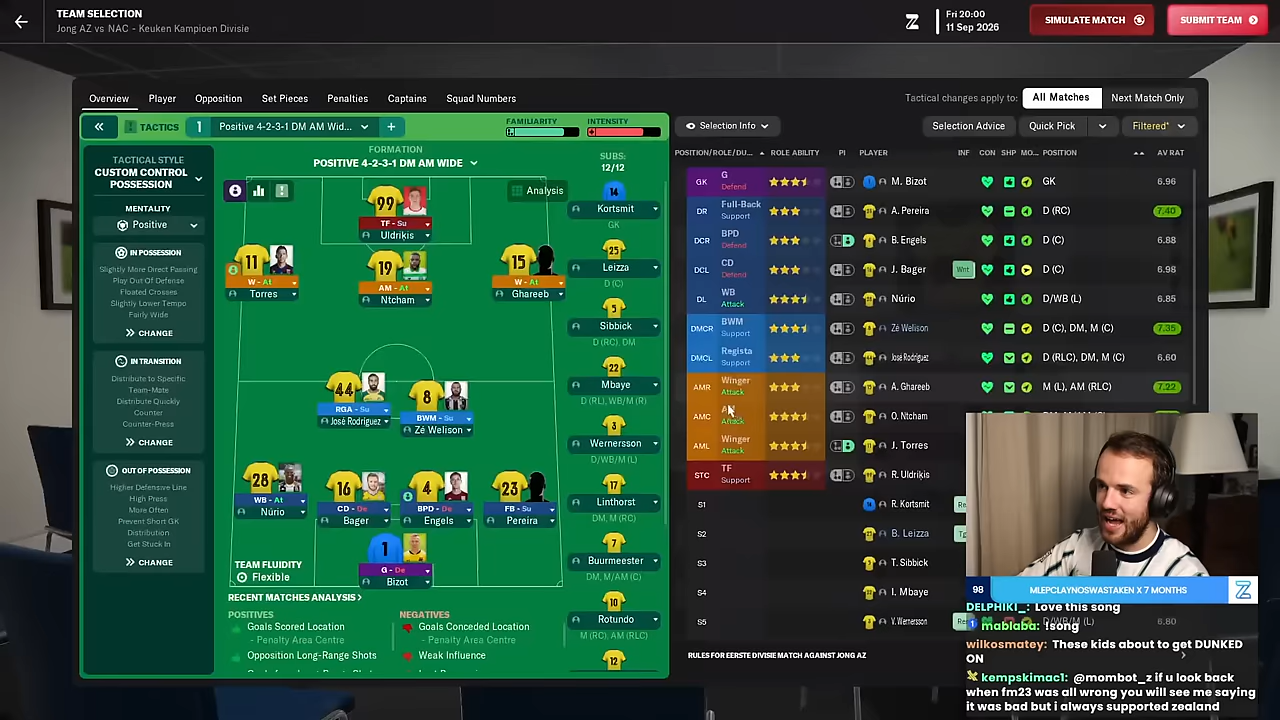 TEAM SELECTION
Jong AZ vs NAC - Keuken Kampioen Divisie
Fri 20:00
11 Sep 2026
SIMULATE MATCH
SUBMIT TEAM
Overview Player Opposition Set Pieces Penalties Captains Squad Numbers
Tactical changes apply to: All Matches Next Match Only
TACTICS 1 Positive 4-2-3-1 DM AM Wid... +
FAMILIARITY
INTENSITY
Selection Info
Selection Advice Quick Pick Filtered*
TACTICAL STYLE
CUSTOM CONTROL
POSSESSION
MENTALITY
Positive
IN POSSESSION
Slightly More Direct Passing
Play Out Of Defense
Floated Crosses
Slightly Lower Tempo
Fairly Wide
CHANGE
IN TRANSITION
Distribute to Specific
Team-Mate
Distribute Quickly
Counter
Counter-Press
CHANGE
OUT OF POSSESSION
Higher Defensive Line
High Press
More Often
Prevent Short GK
Distribution
Get Stuck In
CHANGE
FORMATION
POSITIVE 4-2-3-1 DM AM WIDE
Analysis
99
TF - Su
Uldriķis
11
W - At
Torres
19
AM - At
Ntcham
15
W - At
Ghareeb
44
RGA - Su
José Rodríguez
8
BWM - Su
Zé Welison
28
WB - At
Núrio
16
CD - De
Bager
4
BPD - De
Engels
23
FB - Su
Pereira
1
G - De
Bizot
TEAM FLUIDITY
Flexible
RECENT MATCHES ANALYSIS >
POSITIVES
Goals Scored Location
- Penalty Area Centre
Opposition Long-Range Shots
NEGATIVES
Goals Conceded Location
- Penalty Area Centre
Weak Influence
SUBS:
12/12
14
Kortsmit
GK
25
Leizza
D (C)
5
Sibbick
D (RC), DM
22
Mbaye
D (RL), WB/M (R)
3
Wernersson
D/WB/M (L)
17
Linthorst
DM, M (RC)
7
Buurmeester
DM, M/AM (C)
10
Rotundo
M (RC), AM (RLC)
12
POSITION/ROLE/DU... ROLE ABILITY PI PLAYER INF CON SHP MO... POSITION AV RAT
GK G Defend M. Bizot GK 6.96
DR Full-Back Support A. Pereira D (RC) 7.40
DCR BPD Defend B. Engels D (C) 6.88
DCL CD Defend J. Bager Wnt D (C) 6.98
DL WB Attack Núrio D/WB (L) 6.85
DMCR BWM Support Zé Welison D (C), DM, M (C) 7.35
DMCL Regista Support José Rodríguez D (RLC), DM, M (C) 6.60
AMR Winger Attack A. Ghareeb M (L), AM (RLC) 7.22
AMC Attack O. Ntcham
AML Winger Attack J. Torres
STC TF Support R. Uldriķis
S1 R. Kortsmit
S2 B. Leizza
S3 T. Sibbick
S4 I. Mbaye
S5 V. Wernersson
RULES FOR EERSTE DIVISIE MATCH AGAINST JONG AZ
98 MLEPCLAYNOSWASTAKEN X 7 MONTHS
DELPHIKI_: Love this song
mablaba: !song
wilkosmatey: These kids about to get DUNKED
ON
kempskimac1: @mombot_z if u look back
when fm23 was all wrong you will see me saying
it was bad but i always supported zealand